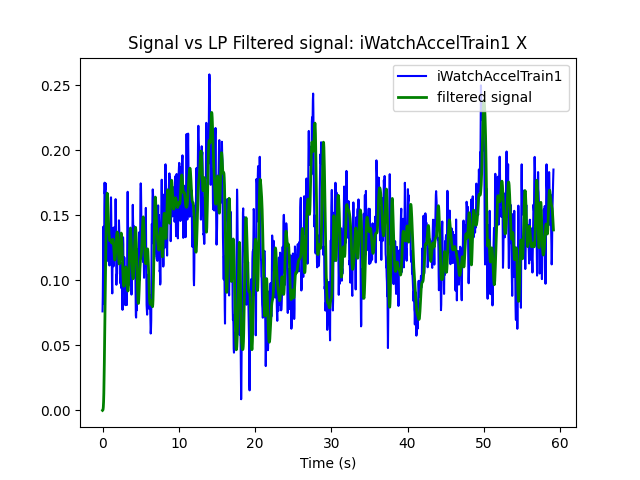 Signal vs LP Filtered signal: iWatchAccelTrain1 X
iWatchAccelTrain1
filtered signal
0.25
0.20
0.15
0.10
0.05
0.00
0 10 20 30 40 50 60
Time (s)